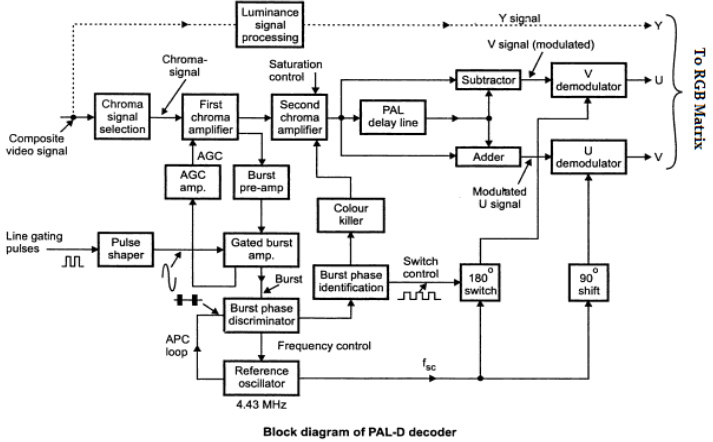 Luminance
signal
processing
Y signal
Y
V signal (modulated)
Chroma-
signal
Saturation
control
Subtractor
V
demodulator
U
To RGB Matrix
Chroma
signal
selection
First
chroma
amplifier
Second
chroma
amplifier
PAL
delay line
Composite
video signal
AGC
Adder
U
demodulator
V
AGC
amp.
Burst
pre-amp
Modulated
U signal
Colour
killer
Line gating
pulses
Pulse
shaper
Gated burst
amp.
Burst phase
identification
Switch
control
180°
switch
90°
shift
Burst
Burst phase
discriminator
APC
loop
Frequency control
Reference
oscillator
fsc
4.43 MHz
Block diagram of PAL-D decoder